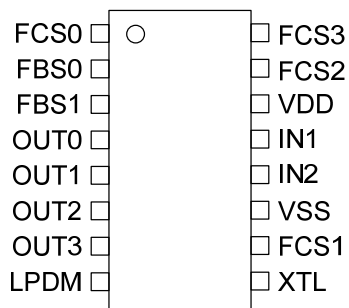 FCS0 FCS3
FBS0 FCS2
FBS1 VDD
OUT0 IN1
OUT1 IN2
OUT2 VSS
OUT3 FCS1
LPDM XTL